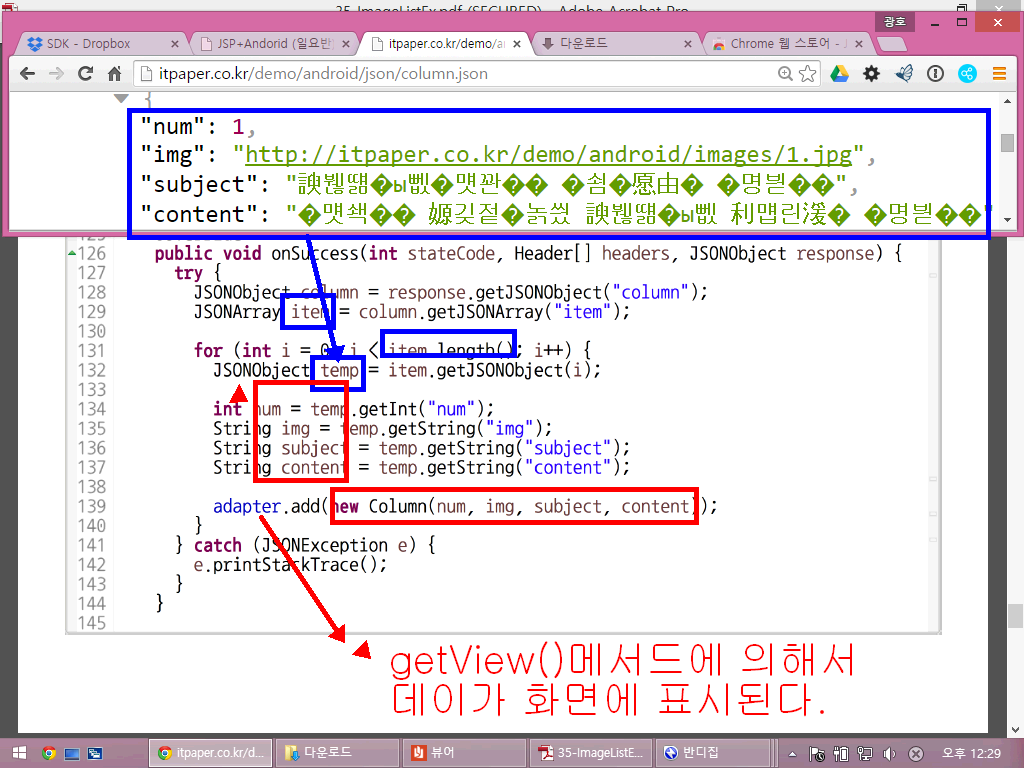 35-ImageListEx.pdf (SECURED) - Adobe Acrobat Pro
광호
SDK - Dropbox
JSP+Andorid (일요반
itpaper.co.kr/demo/a
다운로드
Chrome 웹 스토어 - J
itpaper.co.kr/demo/android/json/column.json
{
"num": 1,
"img": "http://itpaper.co.kr/demo/android/images/1.jpg",
"subject":
"content":
126 public void onSuccess(int stateCode, Header[] headers, JSONObject response) {
127 try {
128 JSONObject column = response.getJSONObject("column");
129 JSONArray item = column.getJSONArray("item");
130
131 for (int i = 0; i < item.length(); i++) {
132 JSONObject temp = item.getJSONObject(i);
133
134 int num = temp.getInt("num");
135 String img = temp.getString("img");
136 String subject = temp.getString("subject");
137 String content = temp.getString("content");
138
139 adapter.add(new Column(num, img, subject, content));
140 }
141 } catch (JSONException e) {
142 e.printStackTrace();
143 }
144 }
145
getView()메서드에 의해서
데이가 화면에 표시된다.
itpaper.co.kr/d...
다운로드
뷰어
35-ImageListE...
반디집
오후 12:29